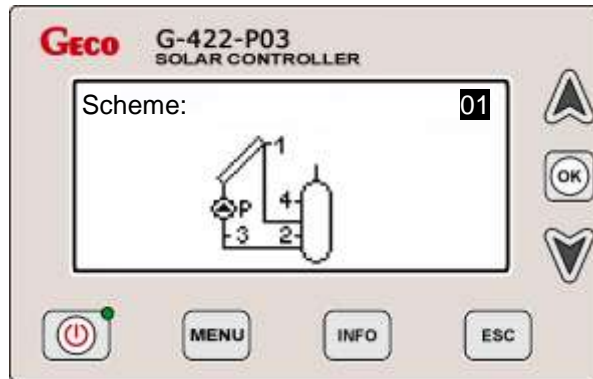 GECO
G-422-P03
SOLAR CONTROLLER
Scheme: 01
1
4
P
3 2
OK
MENU INFO ESC